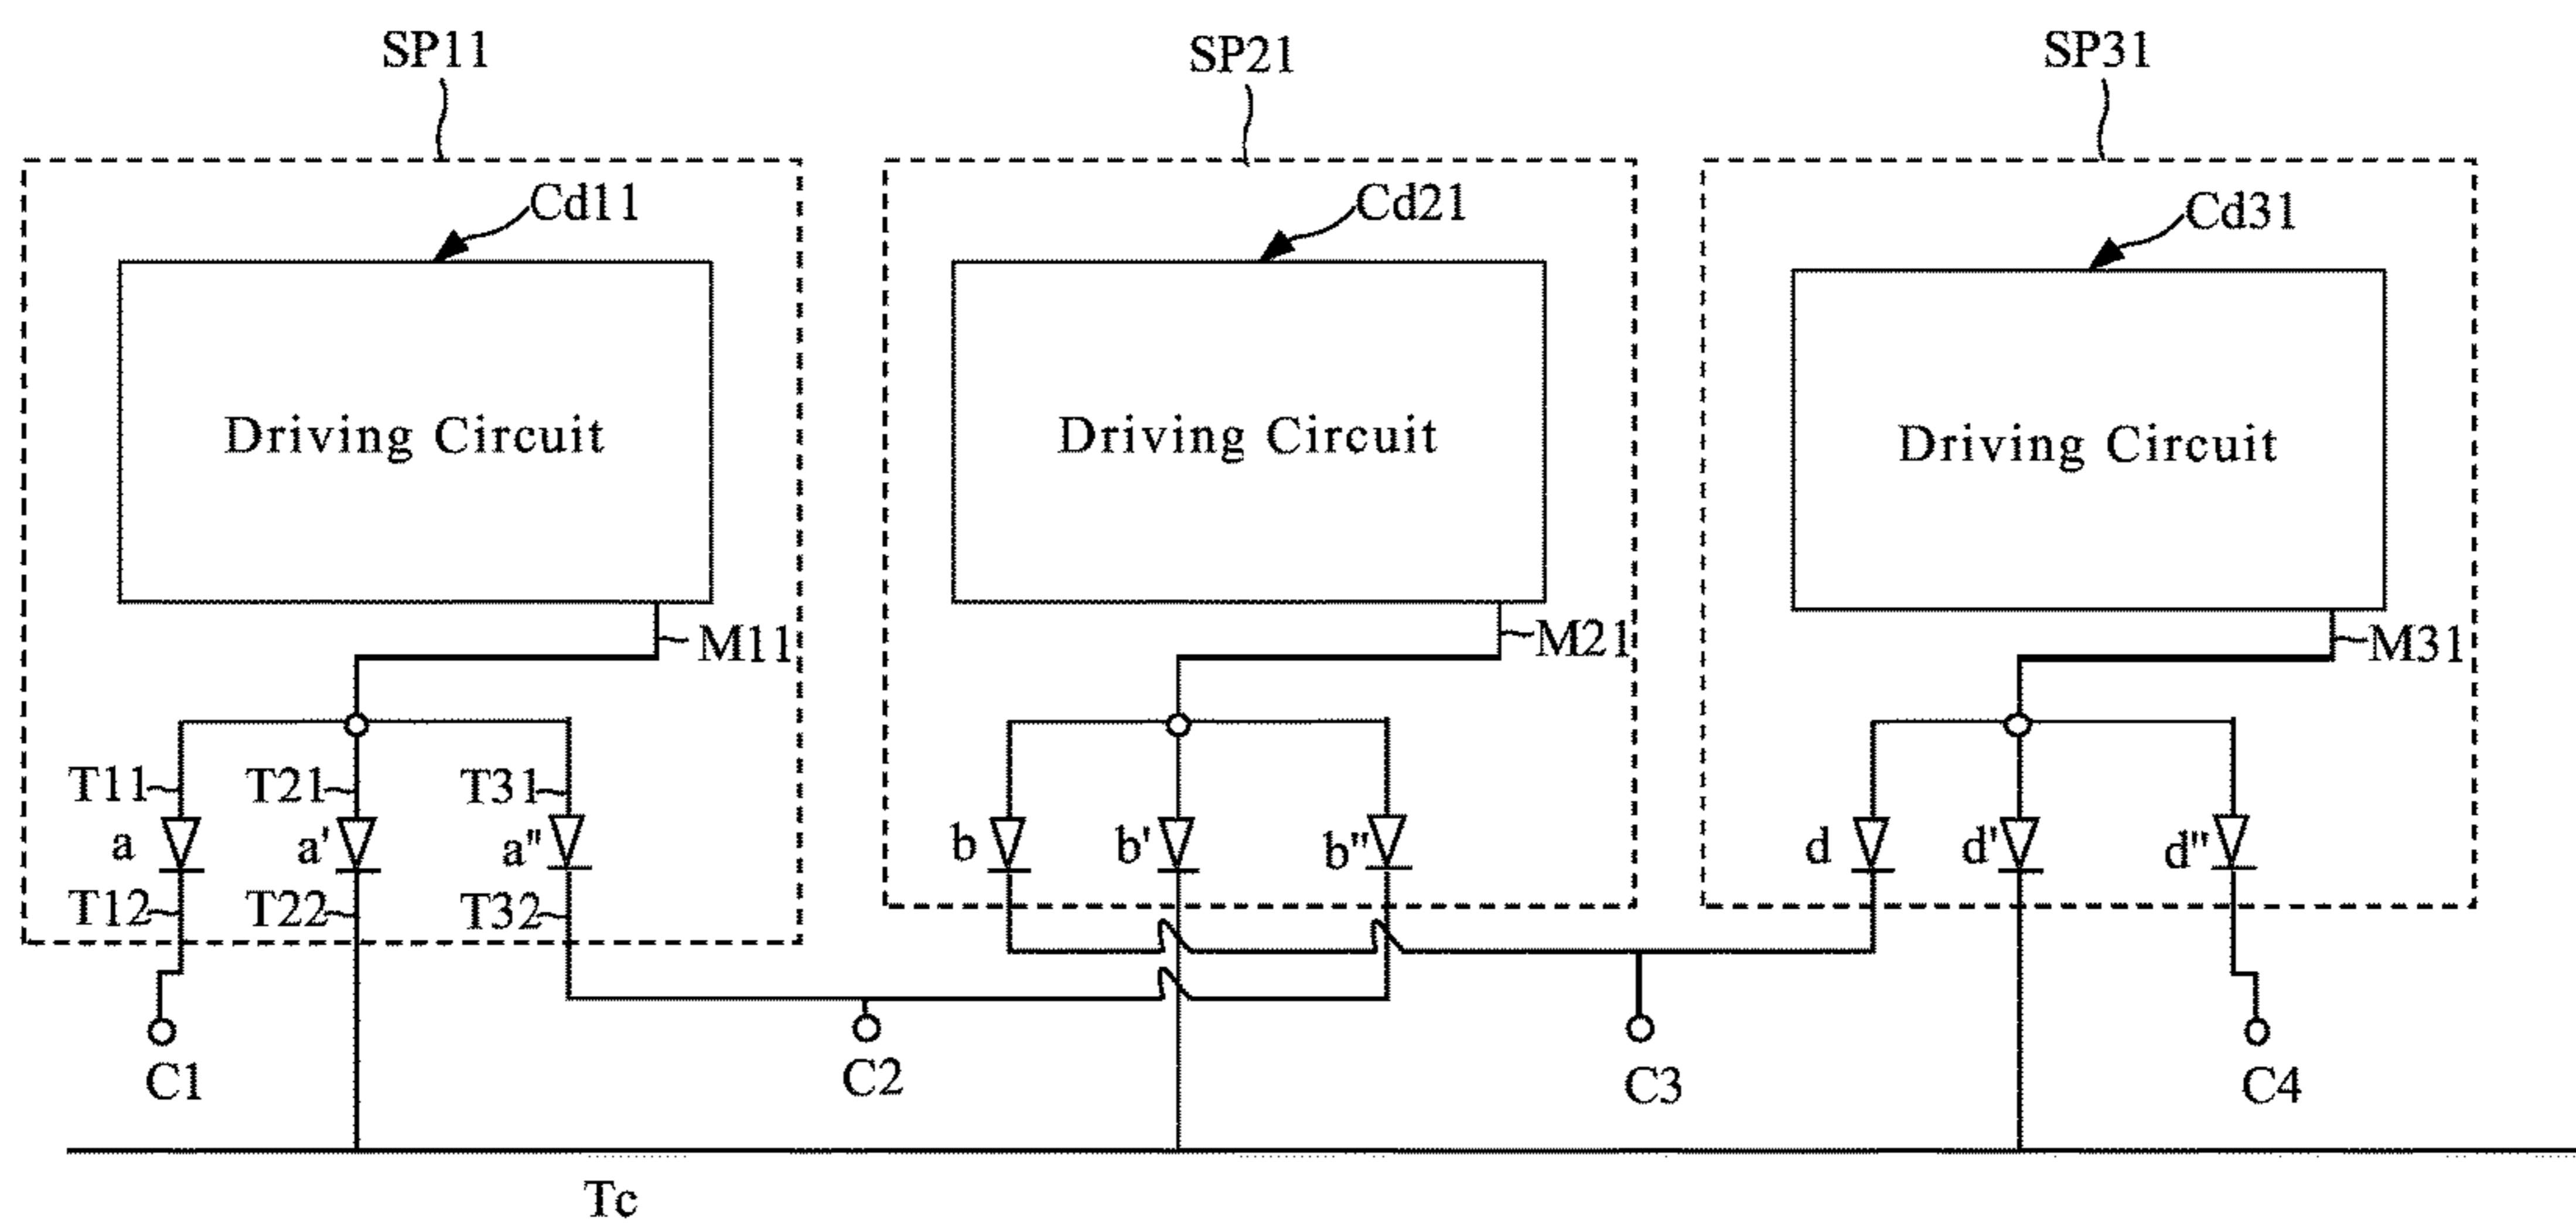 SP11 SP21 SP31
Cd11 Cd21 Cd31
Driving Circuit Driving Circuit Driving Circuit
M11 M21 M31
T11 T21 T31
a a' a" b b' b" d d' d"
T12 T22 T32
C1 C2 C3 C4
Tc